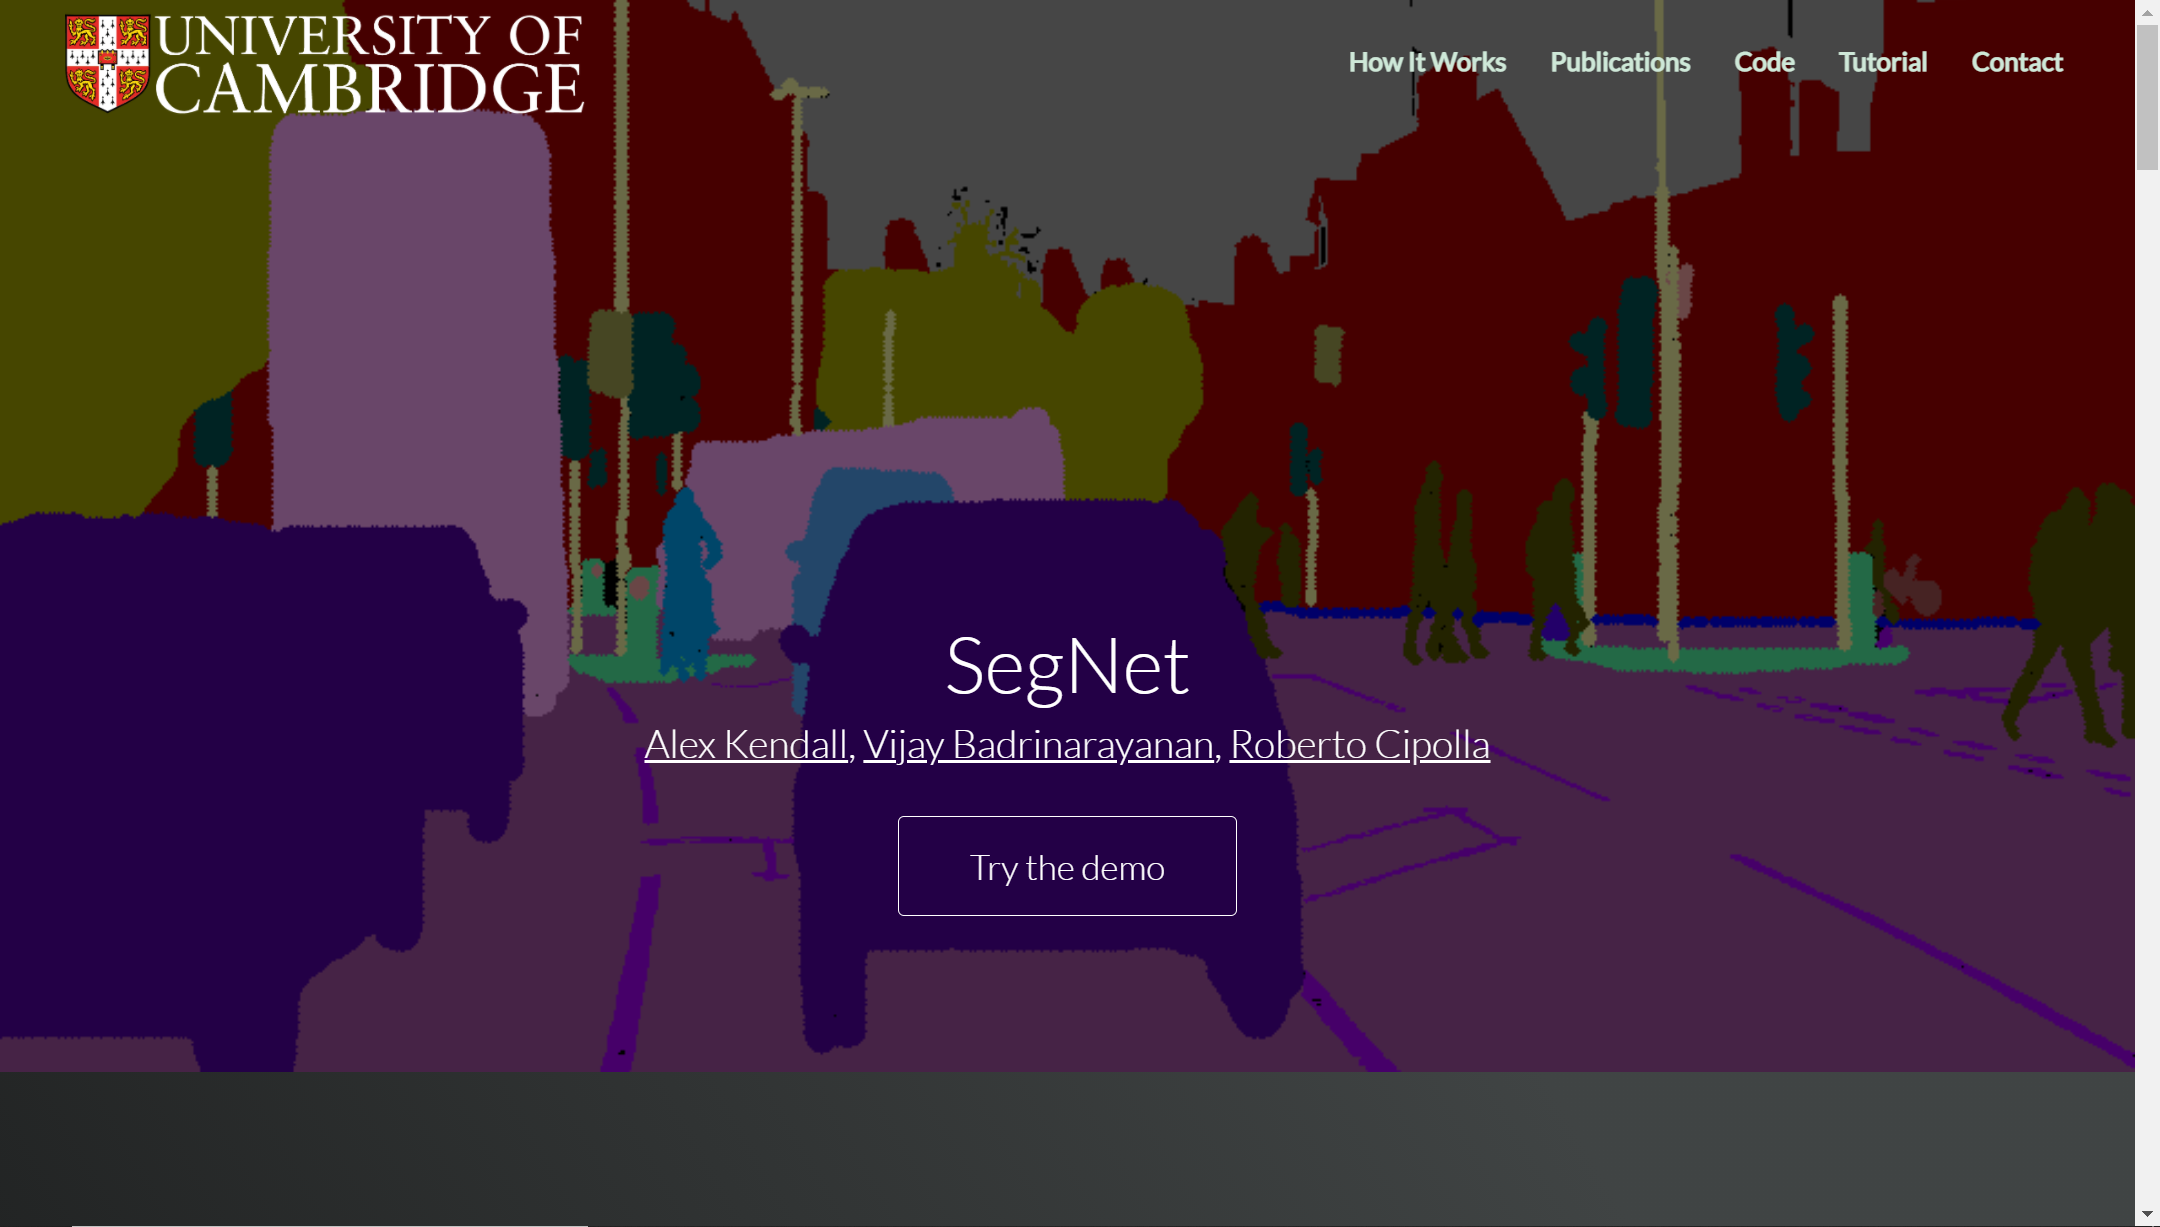 UNIVERSITY OF
CAMBRIDGE
How It Works Publications Code Tutorial Contact
SegNet
Alex Kendall, Vijay Badrinarayanan, Roberto Cipolla
Try the demo